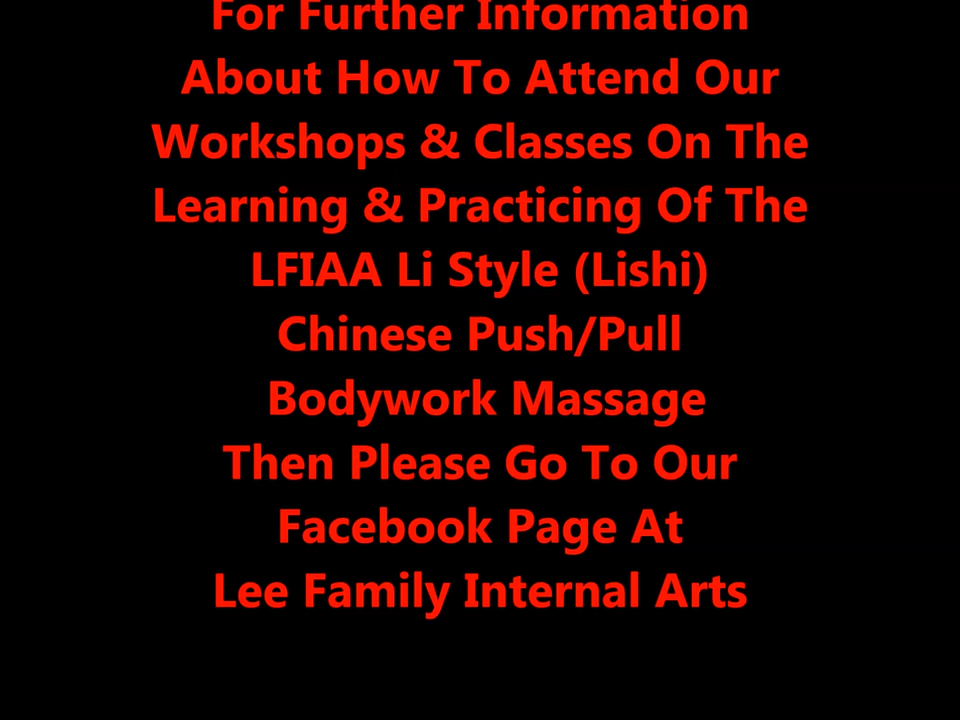 For Further Information
About How To Attend Our
Workshops & Classes On The
Learning & Practicing Of The
LFIAA Li Style (Lishi)
Chinese Push/Pull
Bodywork Massage
Then Please Go To Our
Facebook Page At
Lee Family Internal Arts